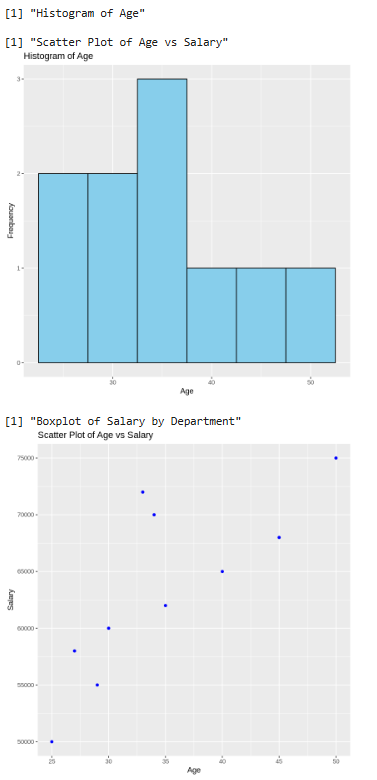 [1] "Histogram of Age"
[1] "Scatter Plot of Age vs Salary"
Histogram of Age
3
2
1
0
Frequency
30 40 50
Age
[1] "Boxplot of Salary by Department"
Scatter Plot of Age vs Salary
75000
70000
65000
60000
55000
50000
Salary
25 30 35 40 45 50
Age